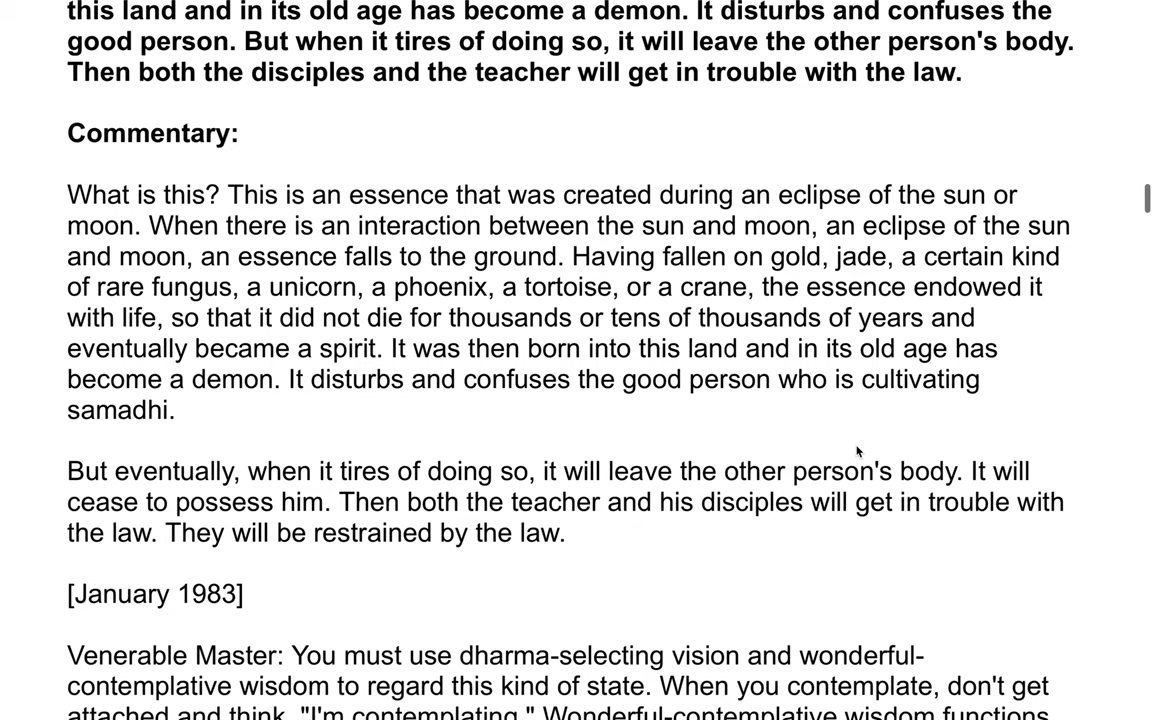 this land and in its old age has become a demon. It disturbs and confuses the
good person. But when it tires of doing so, it will leave the other person's body.
Then both the disciples and the teacher will get in trouble with the law.
Commentary:
What is this? This is an essence that was created during an eclipse of the sun or
moon. When there is an interaction between the sun and moon, an eclipse of the sun
and moon, an essence falls to the ground. Having fallen on gold, jade, a certain kind
of rare fungus, a unicorn, a phoenix, a tortoise, or a crane, the essence endowed it
with life, so that it did not die for thousands or tens of thousands of years and
eventually became a spirit. It was then born into this land and in its old age has
become a demon. It disturbs and confuses the good person who is cultivating
samadhi.
But eventually, when it tires of doing so, it will leave the other person's body. It will
cease to possess him. Then both the teacher and his disciples will get in trouble with
the law. They will be restrained by the law.
[January 1983]
Venerable Master: You must use dharma-selecting vision and wonderful-
contemplative wisdom to regard this kind of state. When you contemplate, don't get
attached and think, "I'm contemplating." Wonderful-contemplative wisdom functions